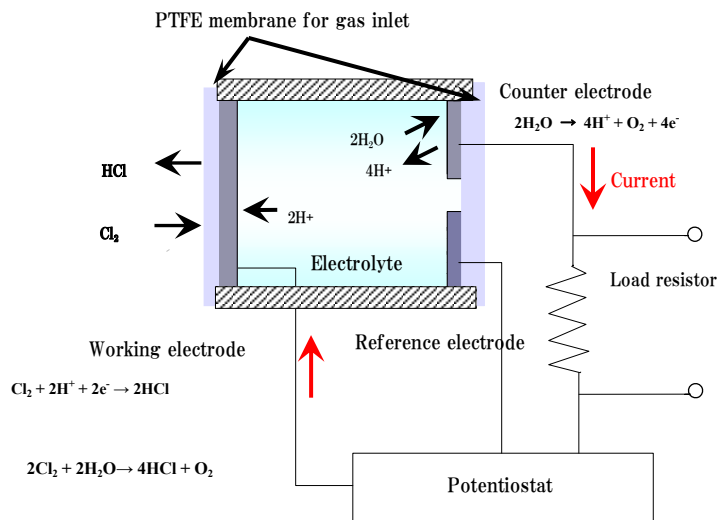 PTFE membrane for gas inlet
Counter electrode
2H₂O → 4H⁺ + O₂ + 4e⁻
2H₂O
4H+
HCl
Current
Cl₂
2H+
Electrolyte
Load resistor
Working electrode
Reference electrode
Cl₂ + 2H⁺ + 2e⁻ → 2HCl
2Cl₂ + 2H₂O → 4HCl + O₂
Potentiostat